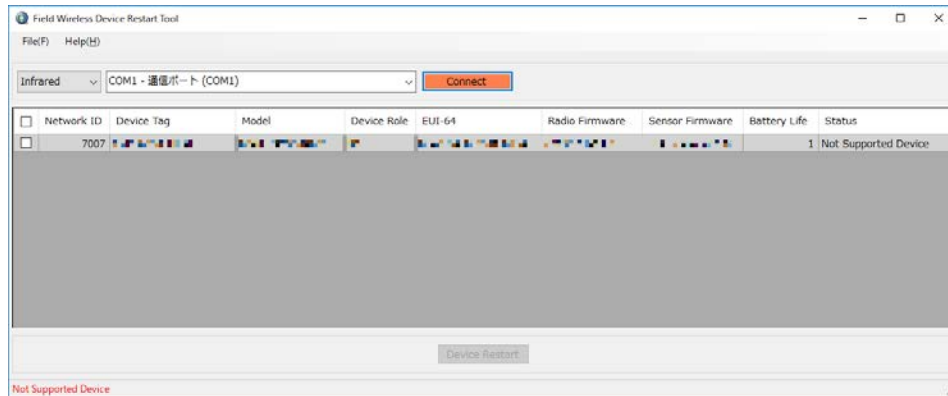 Field Wireless Device Restart Tool
File(F) Help(H)
Infrared COM1 - 通信ポート (COM1) Connect
Network ID Device Tag Model Device Role EUI-64 Radio Firmware Sensor Firmware Battery Life Status
7007 1 Not Supported Device
Device Restart
Not Supported Device